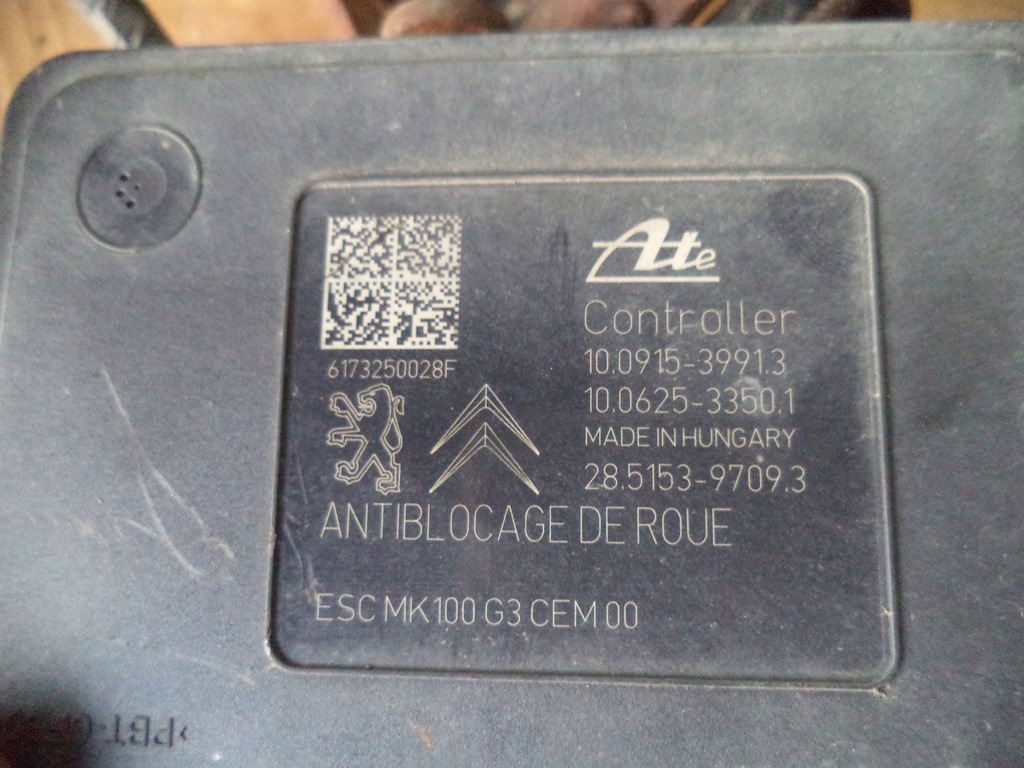 Ate
Controller
10.0915-3991.3
10.0625-3350.1
MADE IN HUNGARY
28.5153-9709.3
6173250028F
ANTIBLOCAGE DE ROUE
ESC MK100 G3 CEM 00